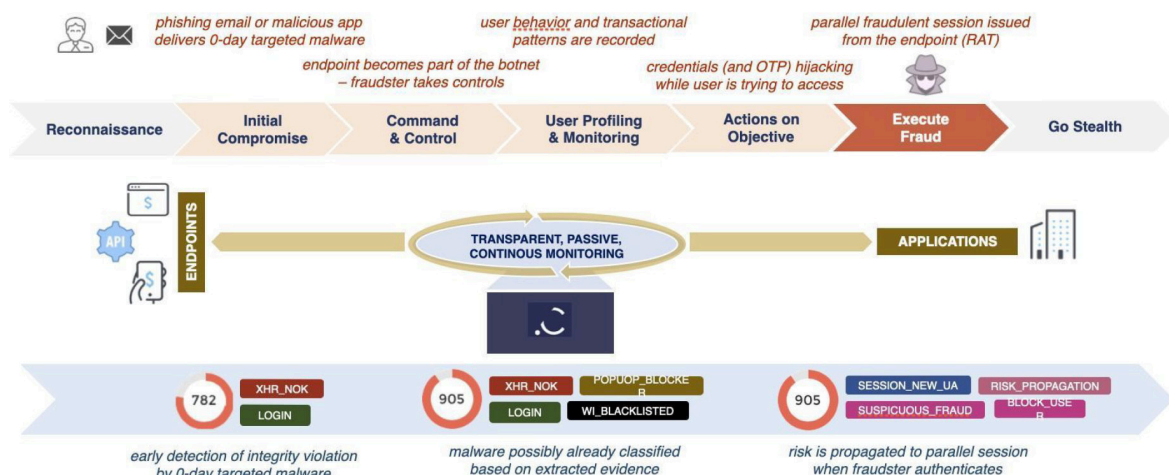 phishing email or malicious app
delivers 0-day targeted malware
user behavior and transactional
patterns are recorded
parallel fraudulent session issued
from the endpoint (RAT)
endpoint becomes part of the botnet
– fraudster takes controls
credentials (and OTP) hijacking
while user is trying to access
Reconnaissance
Initial
Compromise
Command
& Control
User Profiling
& Monitoring
Actions on
Objective
Execute
Fraud
Go Stealth
$
API
$
ENDPOINTS
TRANSPARENT, PASSIVE,
CONTINOUS MONITORING
APPLICATIONS
.C
782
XHR_NOK
LOGIN
905
XHR_NOK
POPUOP_BLOCKE
R
LOGIN
WI_BLACKLISTED
905
SESSION_NEW_UA
RISK_PROPAGATION
SUSPICUOUS_FRAUD
BLOCK_USE
R
early detection of integrity violation
by 0-day targeted malware
malware possibly already classified
based on extracted evidence
risk is propagated to parallel session
when fraudster authenticates